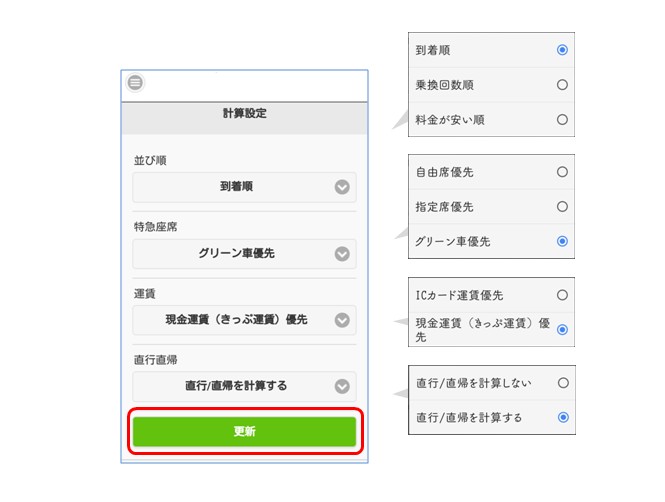 計算設定
並び順
到着順
特急座席
グリーン車優先
運賃
現金運賃（きっぷ運賃）優先
直行直帰
直行/直帰を計算する
更新
到着順
乗換回数順
料金が安い順
自由席優先
指定席優先
グリーン車優先
ICカード運賃優先
現金運賃（きっぷ運賃）優
先
直行/直帰を計算しない
直行/直帰を計算する